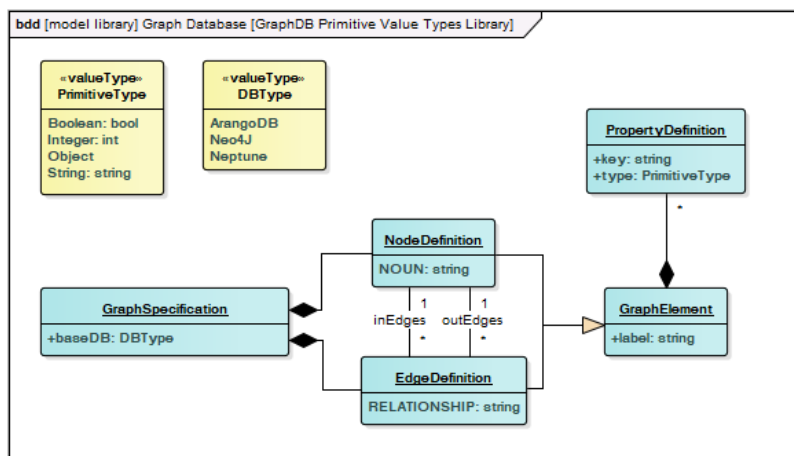 bdd [model library] Graph Database [GraphDB Primitive Value Types Library]
«valueType»
PrimitiveType
Boolean: bool
Integer: int
Object
String: string
«valueType»
DBType
ArangoDB
Neo4J
Neptune
PropertyDefinition
+key: string
+type: PrimitiveType
*
NodeDefinition
NOUN: string
1
1
inEdges
outEdges
*
*
GraphSpecification
+baseDB: DBType
GraphElement
+label: string
EdgeDefinition
RELATIONSHIP: string